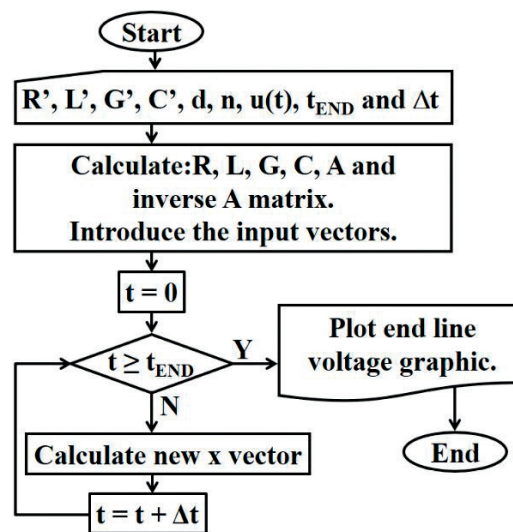 Start
R’, L’, G’, C’, d, n, u(t), tEND and Δt
Calculate:R, L, G, C, A and
inverse A matrix.
Introduce the input vectors.
t = 0
t ≥ tEND
Y
N
Plot end line
voltage graphic.
Calculate new x vector
t = t + Δt
End